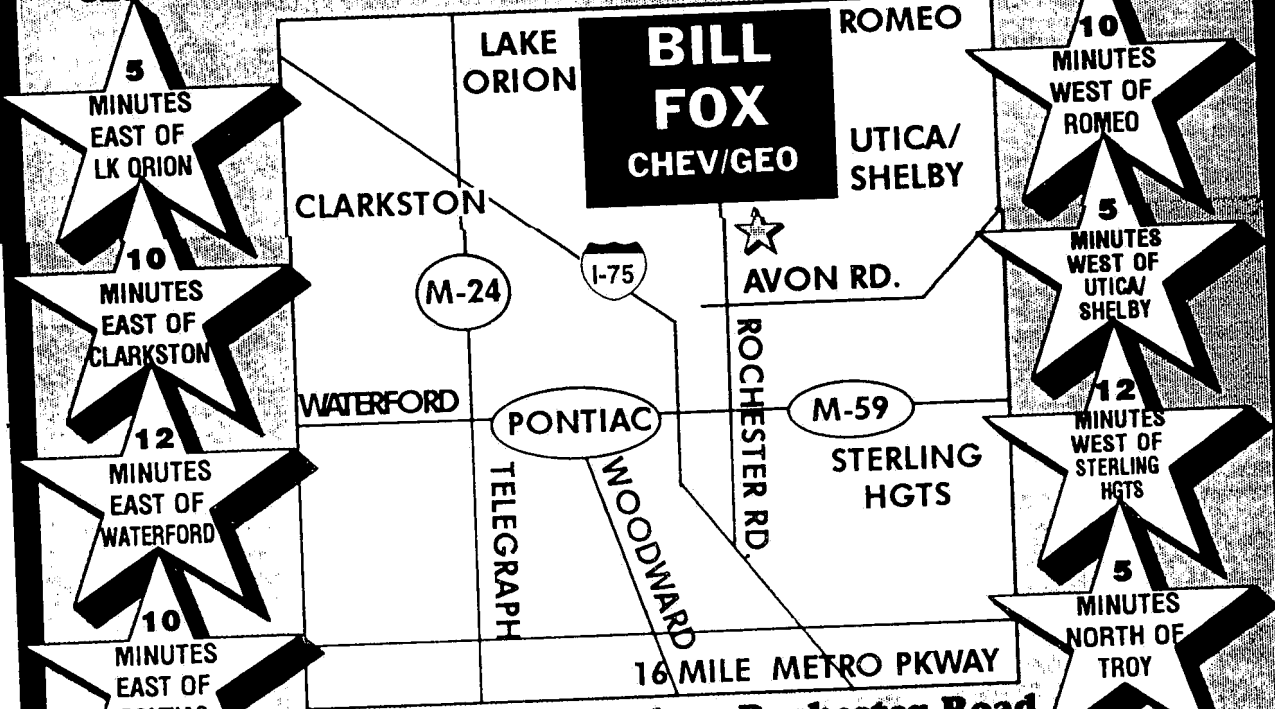 5
MINUTES
EAST OF
LK ORION
10
MINUTES
EAST OF
CLARKSTON
12
MINUTES
EAST OF
WATERFORD
10
MINUTES
EAST OF
LAKE
ORION
BILL
FOX
CHEV/GEO
ROMEO
UTICA/
SHELBY
CLARKSTON
M-24
I-75
AVON RD.
ROCHESTER RD.
WATERFORD
PONTIAC
M-59
STERLING
HGTS
TELEGRAPH
WOODWARD
16 MILE METRO PKWAY
Rochester Road
10
MINUTES
WEST OF
ROMEO
5
MINUTES
WEST OF
UTICA/
SHELBY
12
MINUTES
WEST OF
STERLING
HGTS
5
MINUTES
NORTH OF
TROY